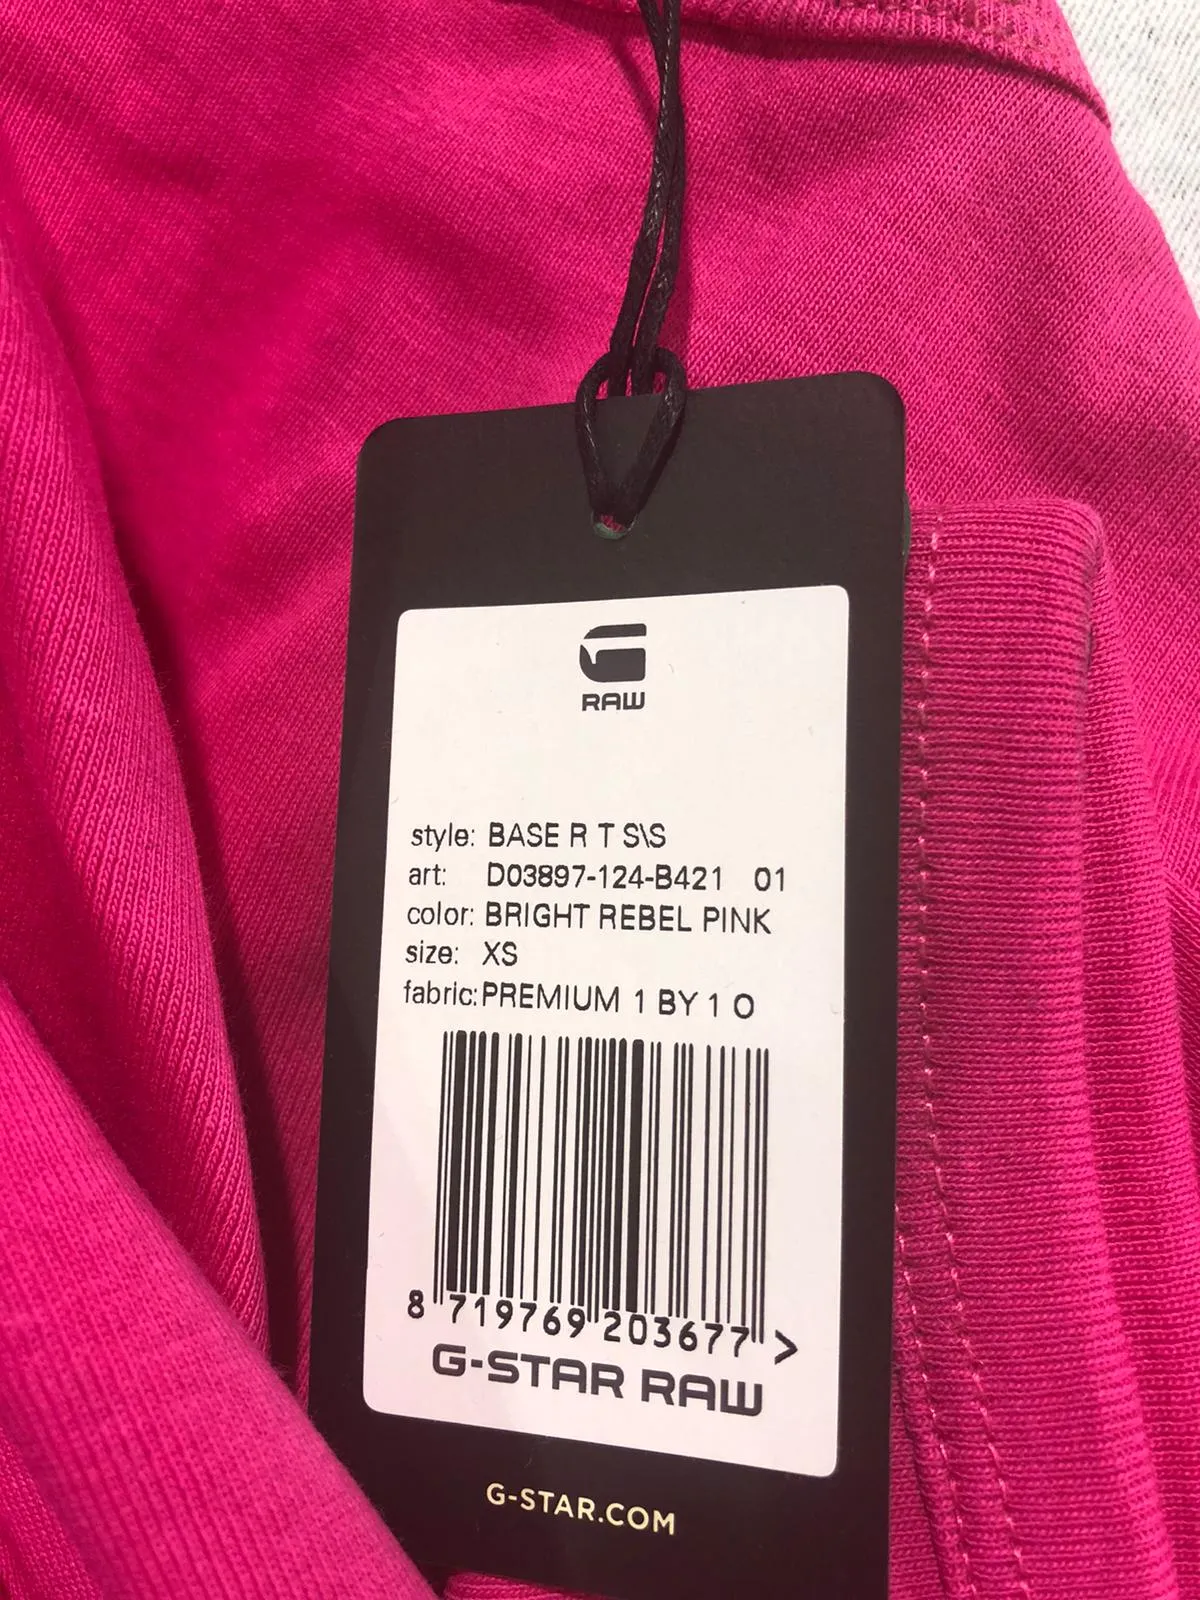 RAW
style: BASE R T S\S
art: D03897-124-B421 01
color: BRIGHT REBEL PINK
size: XS
fabric: PREMIUM 1 BY 1 O
8 719769 203677 >
G-STAR RAW
G-STAR.COM